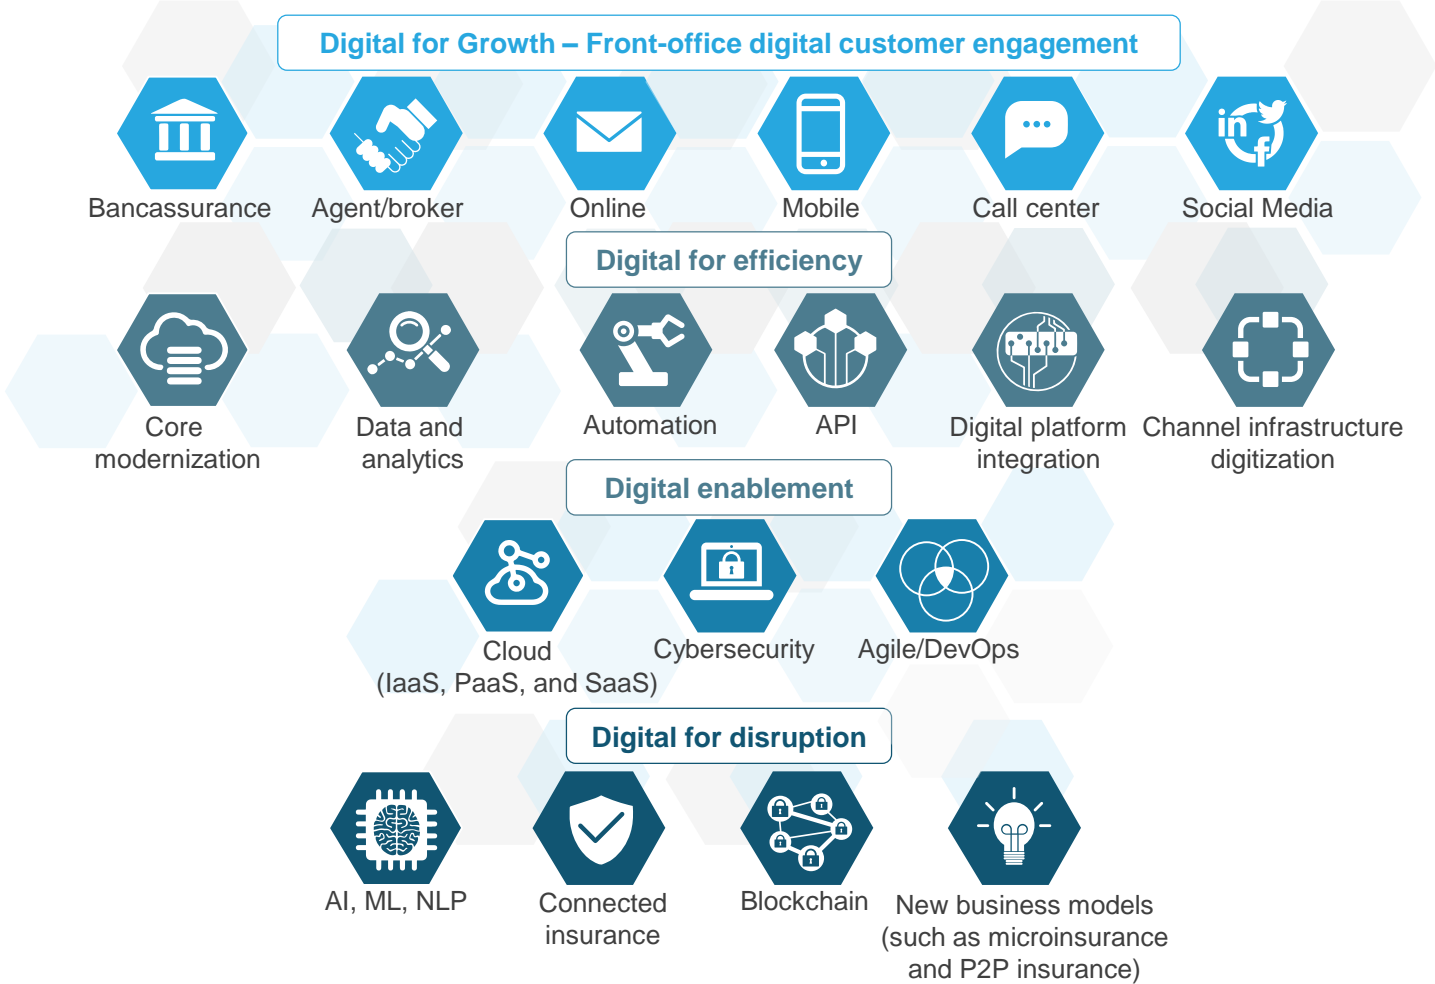 Digital for Growth – Front-office digital customer engagement
in
f
Bancassurance
Agent/broker
Online
Mobile
Call center
Social Media
Digital for efficiency
Core
modernization
Data and
analytics
Automation
API
Digital platform
integration
Channel infrastructure
digitization
Digital enablement
Cloud
(IaaS, PaaS, and SaaS)
Cybersecurity
Agile/DevOps
Digital for disruption
AI, ML, NLP
Connected
insurance
Blockchain
New business models
(such as microinsurance
and P2P insurance)